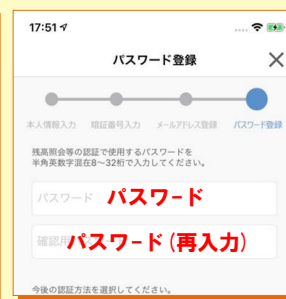 17:51
パスワード登録
本人情報入力 暗証番号入力 メールアドレス登録 パスワード登録
残高照会等の認証で使用するパスワードを
半角英数字混在8～32桁で入力してください。
パスワード パスワード
確認用 パスワード(再入力)
今後の認証方法を選択してください。